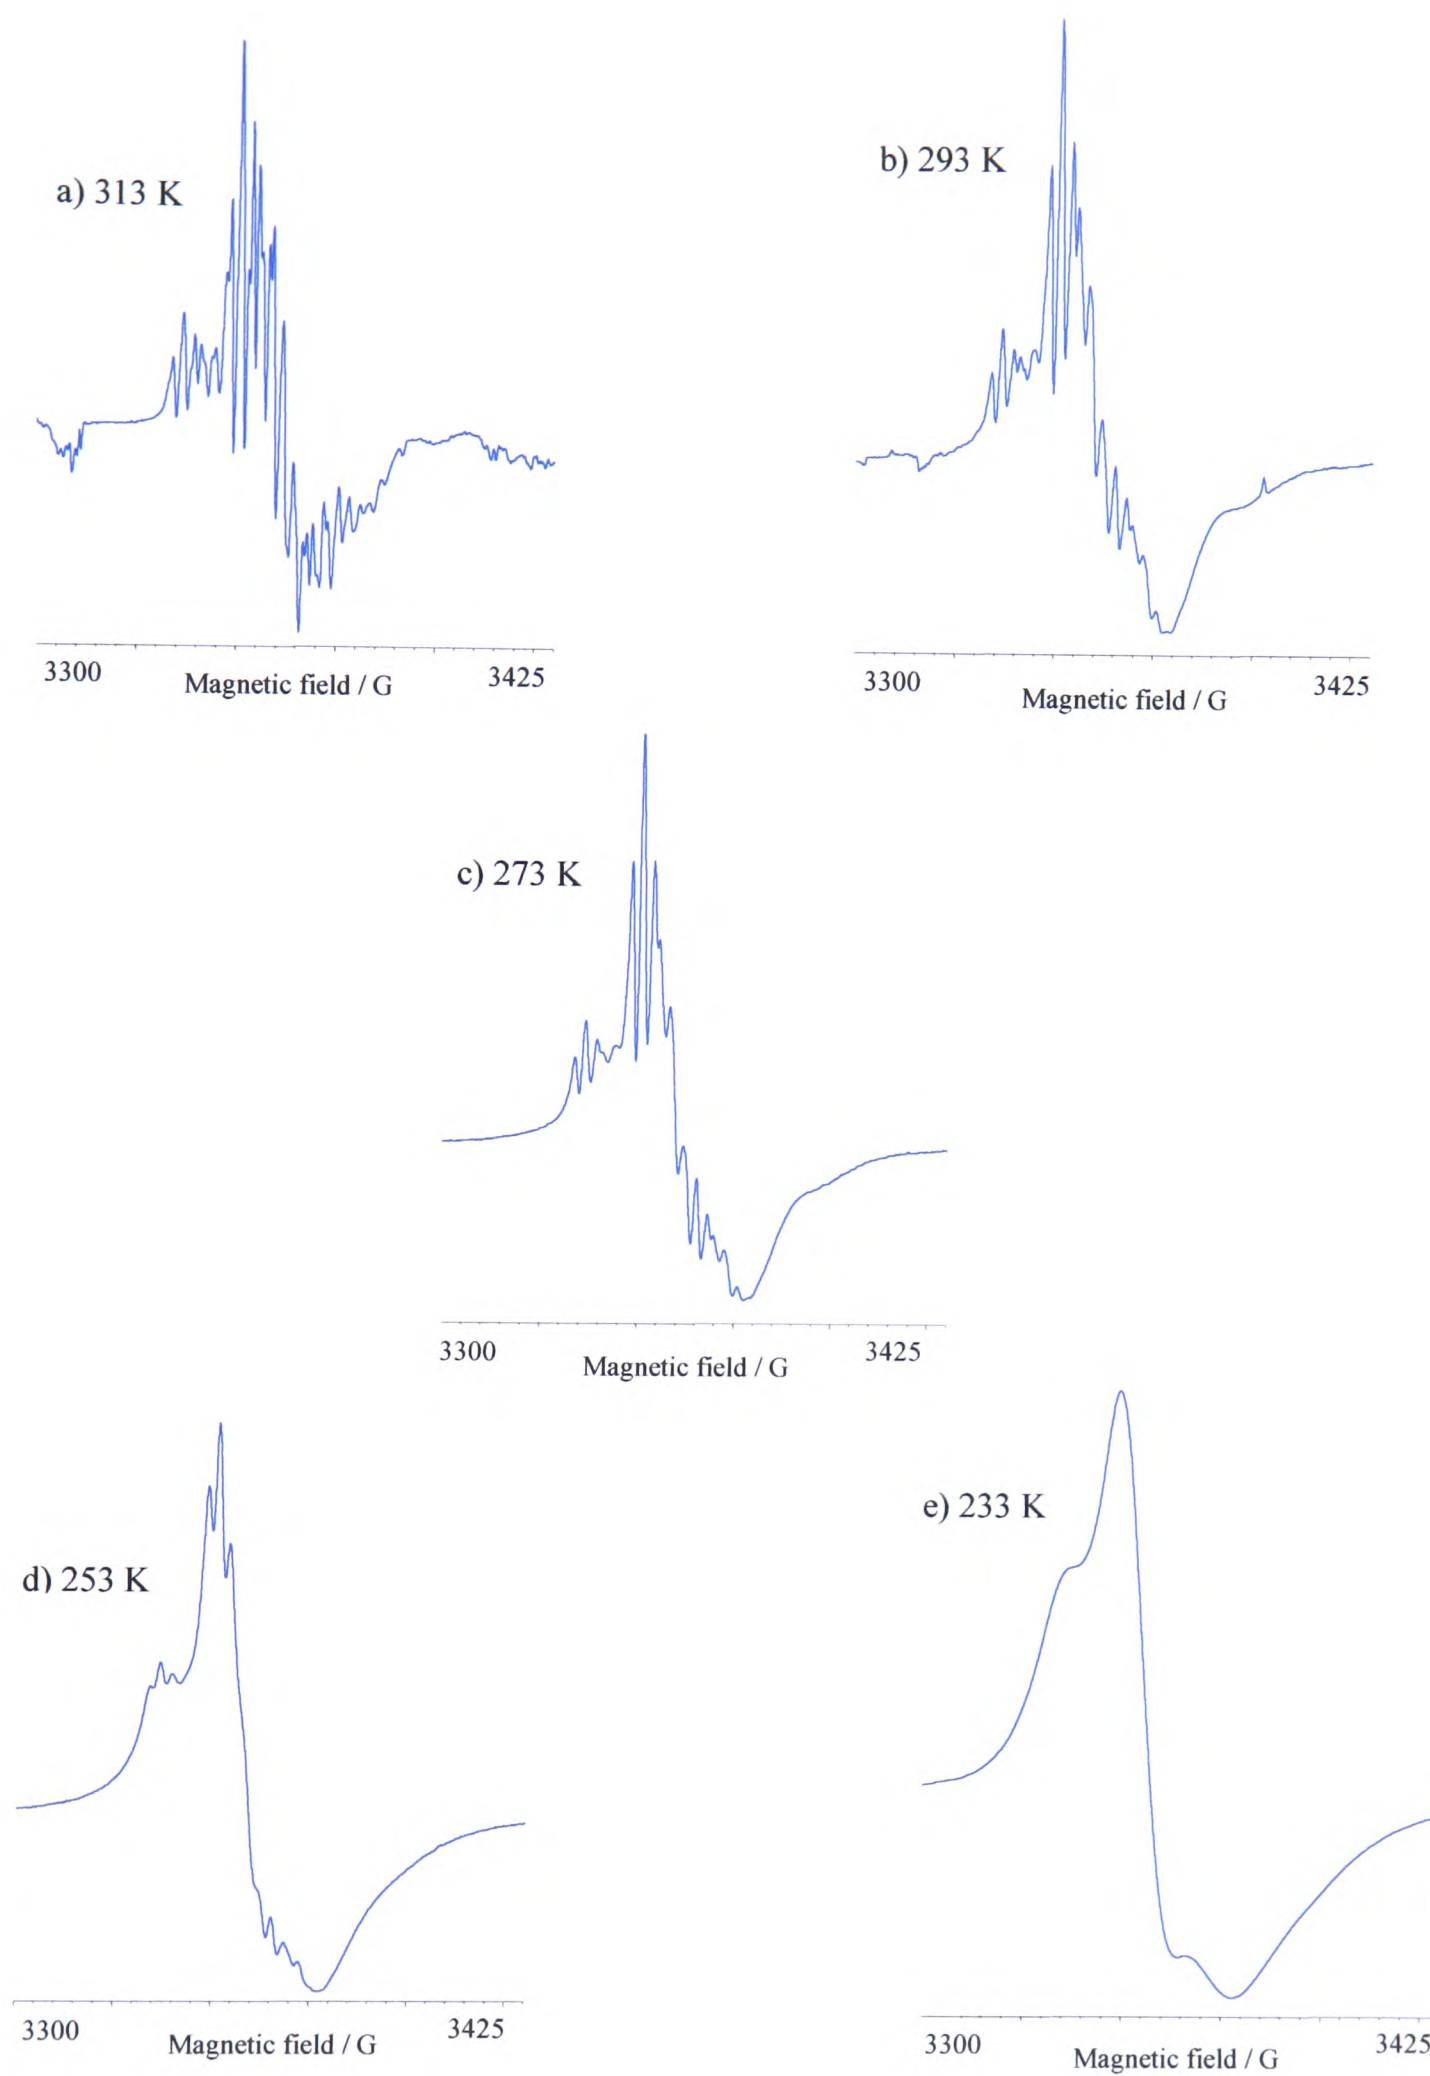 a) 313 K
b) 293 K
3300
Magnetic field / G
3425
3300
Magnetic field / G
3425
c) 273 K
3300
Magnetic field / G
3425
d) 253 K
e) 233 K
3300
Magnetic field / G
3425
3300
Magnetic field / G
3425